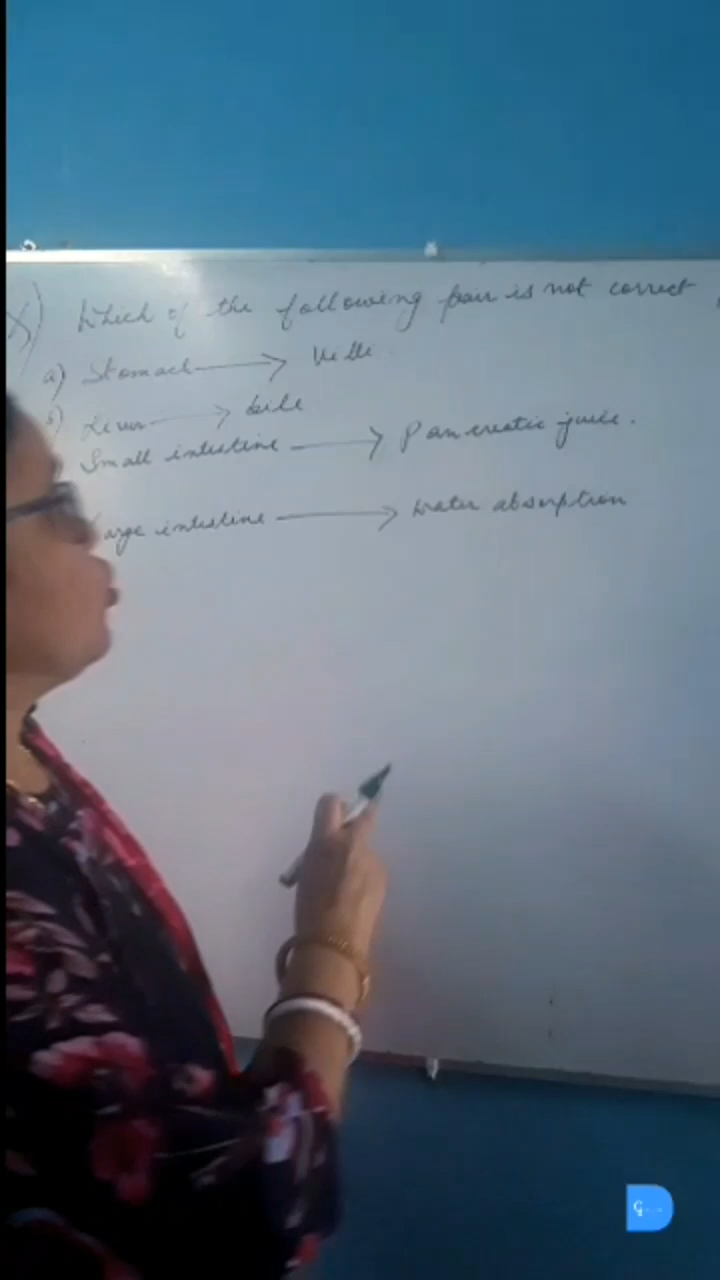 X) Which of the following pair is not correct
a) Stomach → Villi
b) Liver → bile
Small intestine → Pancreatic juice.
arge intestine → Water absorption